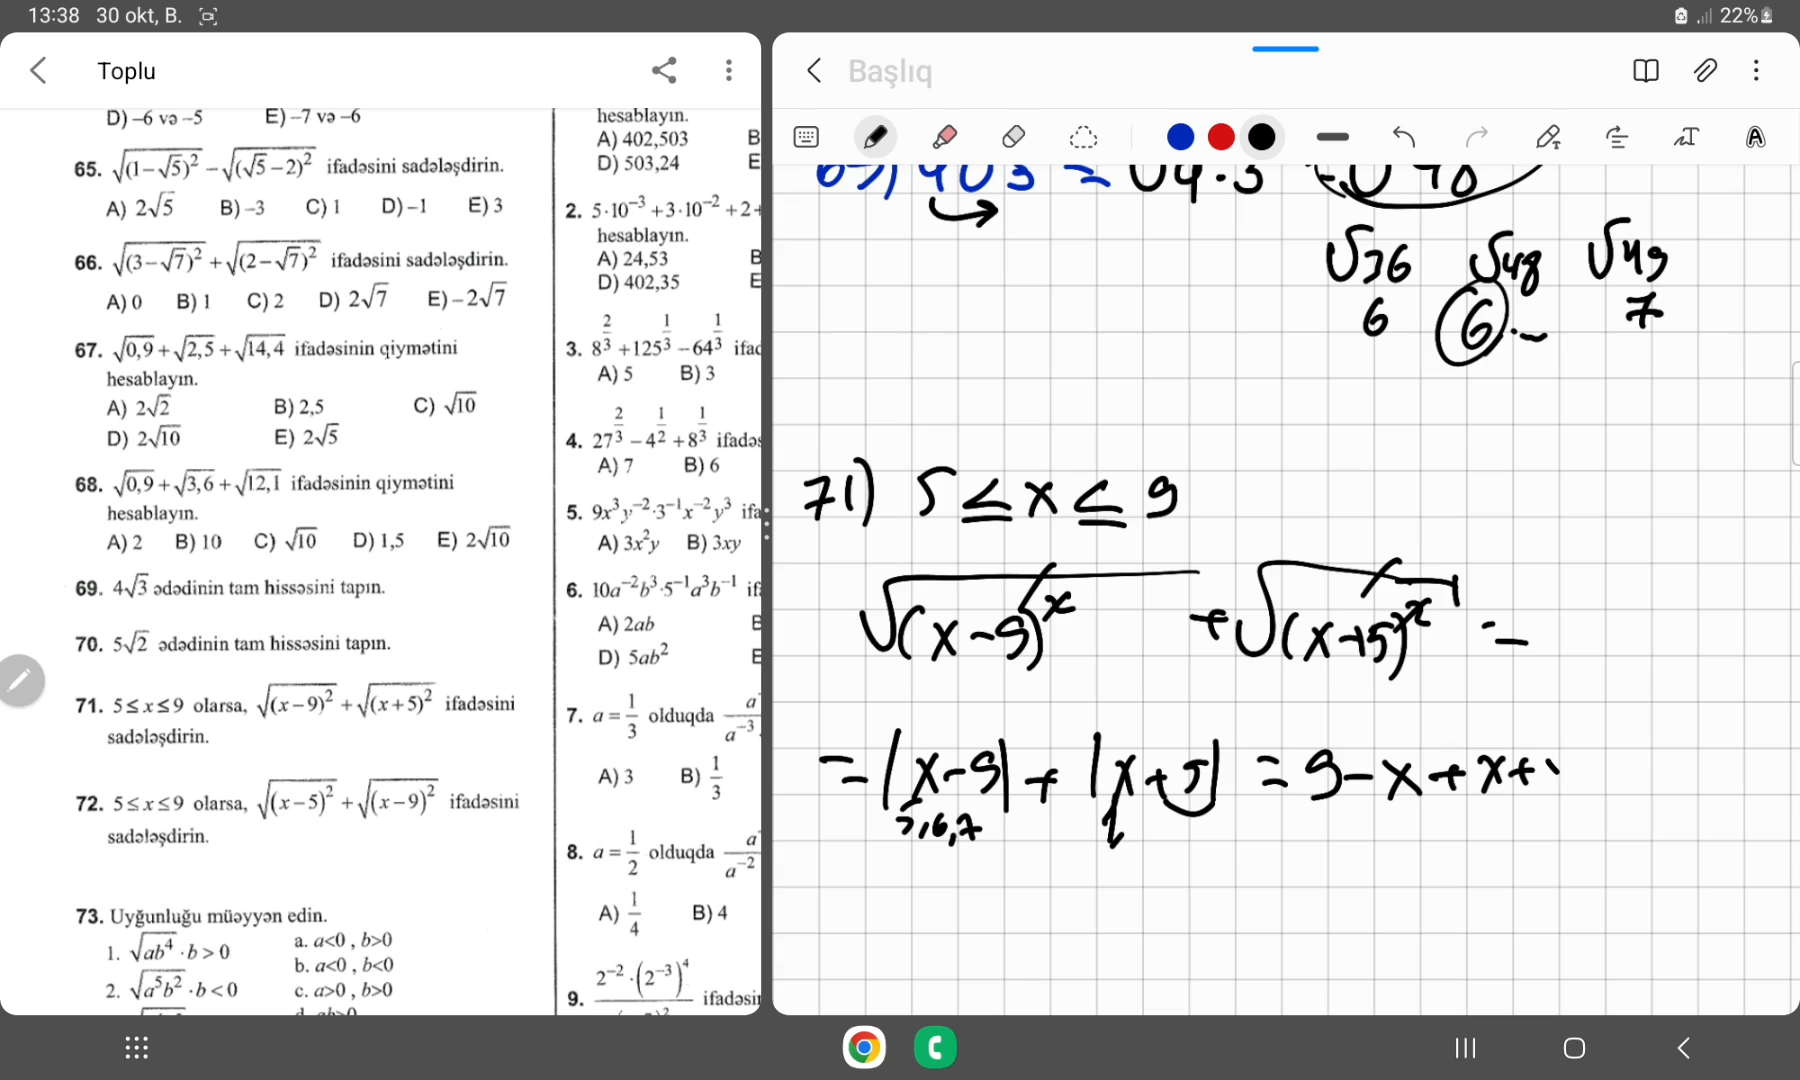 13:38 30 okt, B. 22%
Toplu
D) –6 və –5 E) –7 və –6
65. √(1–√5)² – √(√5–2)² ifadəsini sadələşdirin.
A) 2√5 B) –3 C) 1 D) –1 E) 3
66. √(3–√7)² + √(2–√7)² ifadəsini sadələşdirin.
A) 0 B) 1 C) 2 D) 2√7 E) –2√7
67. √0,9 + √2,5 + √14,4 ifadəsinin qiymətini
hesablayın.
A) 2√2 B) 2,5 C) √10
D) 2√10 E) 2√5
68. √0,9 + √3,6 + √12,1 ifadəsinin qiymətini
hesablayın.
A) 2 B) 10 C) √10 D) 1,5 E) 2√10
69. 4√3 ədədinin tam hissəsini tapın.
70. 5√2 ədədinin tam hissəsini tapın.
71. 5≤x≤9 olarsa, √(x–9)² + √(x+5)² ifadəsini
sadələşdirin.
72. 5≤x≤9 olarsa, √(x–5)² + √(x–9)² ifadəsini
sadələşdirin.
73. Uyğunluğu müəyyən edin.
1. √ab⁴ · b > 0 a. a<0 , b>0
b. a<0 , b<0
2. √a⁵b² · b < 0 c. a>0 , b>0
hesablayın.
A) 402,503 B
D) 503,24 E
2. 5·10⁻³ +3·10⁻² +2+
hesablayın.
A) 24,53 B
D) 402,35 E
3. 8^(2/3) +125^(1/3) – 64^(1/3) ifad
A) 5 B) 3
4. 27^(2/3) – 4^(1/2) + 8^(1/3) ifadəs
A) 7 B) 6
5. 9x³y⁻²·3⁻¹x⁻²y³ ifa
A) 3x²y B) 3xy
6. 10a⁻²b³·5⁻¹a³b⁻¹ if
A) 2ab B
D) 5ab² E
7. a = 1/3 olduqda a / a⁻³
A) 3 B) 1/3
8. a = 1/2 olduqda a / a⁻²
A) 1/4 B) 4
9. 2⁻²·(2⁻³)⁴ ifadəsin
Başlıq
√36 √48 √49
6 6 7
71) 5 ≤ x ≤ 9
√(x–9)² + √(x+5)² =
= |x–9| + |x+5| = 9–x+x+
6,7